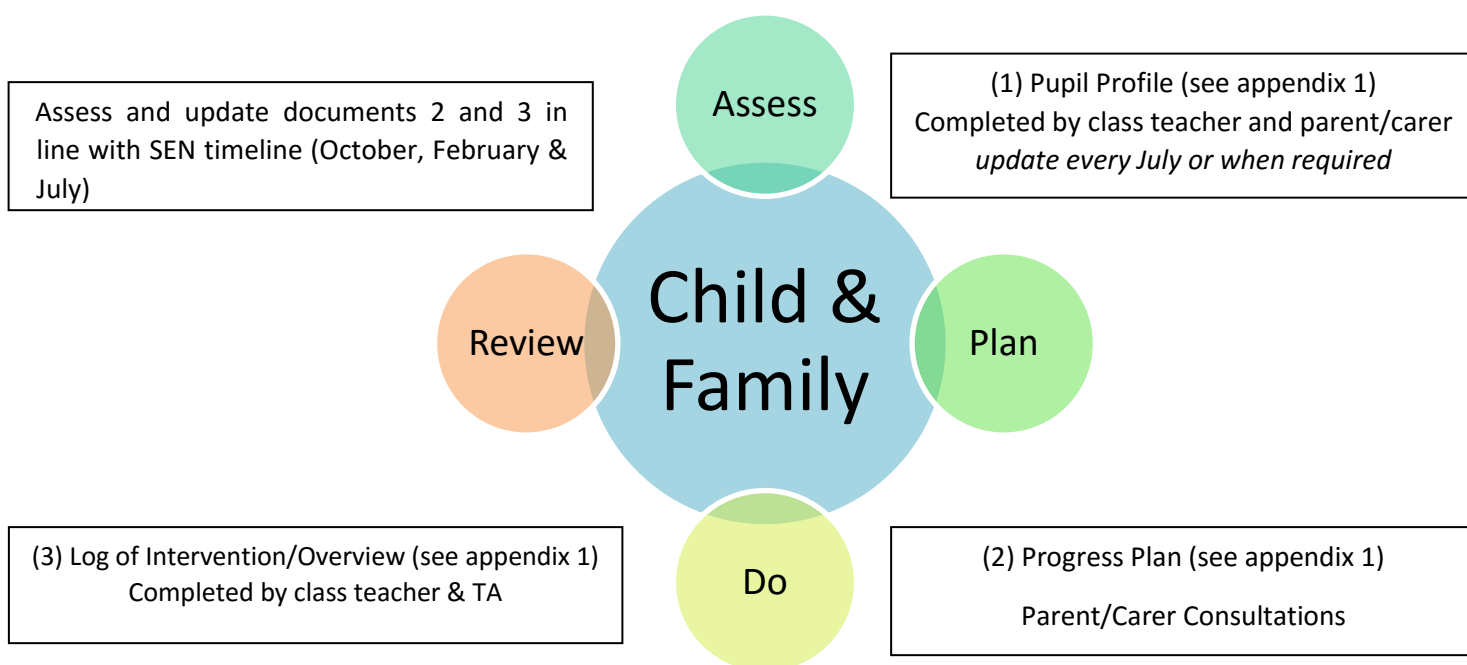 Assess and update documents 2 and 3 in
line with SEN timeline (October, February &
July)
Assess
(1) Pupil Profile (see appendix 1)
Completed by class teacher and parent/carer
update every July or when required
Review
Child &
Family
Plan
(3) Log of Intervention/Overview (see appendix 1)
Completed by class teacher & TA
Do
(2) Progress Plan (see appendix 1)
Parent/Carer Consultations